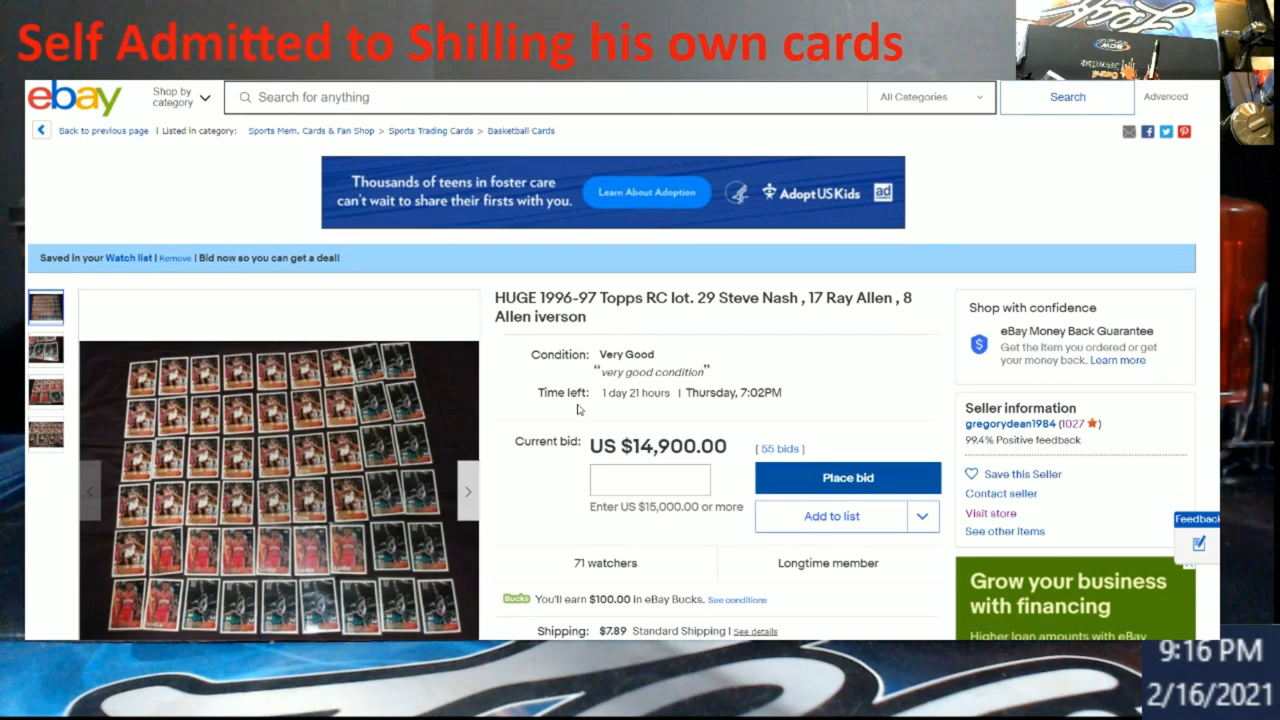 Self Admitted to Shilling his own cards
ebay
Shop by
category
Search for anything
All Categories
Search
Advanced
Back to previous page | Listed in category: Sports Mem, Cards & Fan Shop > Sports Trading Cards > Basketball Cards
Thousands of teens in foster care
can't wait to share their firsts with you.
Learn About Adoption
AdoptUSKids
ad
Saved in your Watch list | Remove | Bid now so you can get a deal!
HUGE 1996-97 Topps RC lot. 29 Steve Nash , 17 Ray Allen , 8
Allen iverson
Condition: Very Good
"very good condition"
Time left: 1 day 21 hours | Thursday, 7:02PM
Current bid: US $14,900.00 [ 55 bids ]
Place bid
Enter US $15,000.00 or more
Add to list
71 watchers
Longtime member
Bucks You'll earn $100.00 in eBay Bucks. See conditions
Shipping: $7.89 Standard Shipping | See details
Shop with confidence
eBay Money Back Guarantee
Get the item you ordered or get
your money back. Learn more
Seller information
gregorydean1984 (1027 ★)
99.4% Positive feedback
Save this Seller
Contact seller
Visit store
See other items
Feedback
Grow your business
with financing
Higher loan amounts with eBay
9:16 PM
2/16/2021